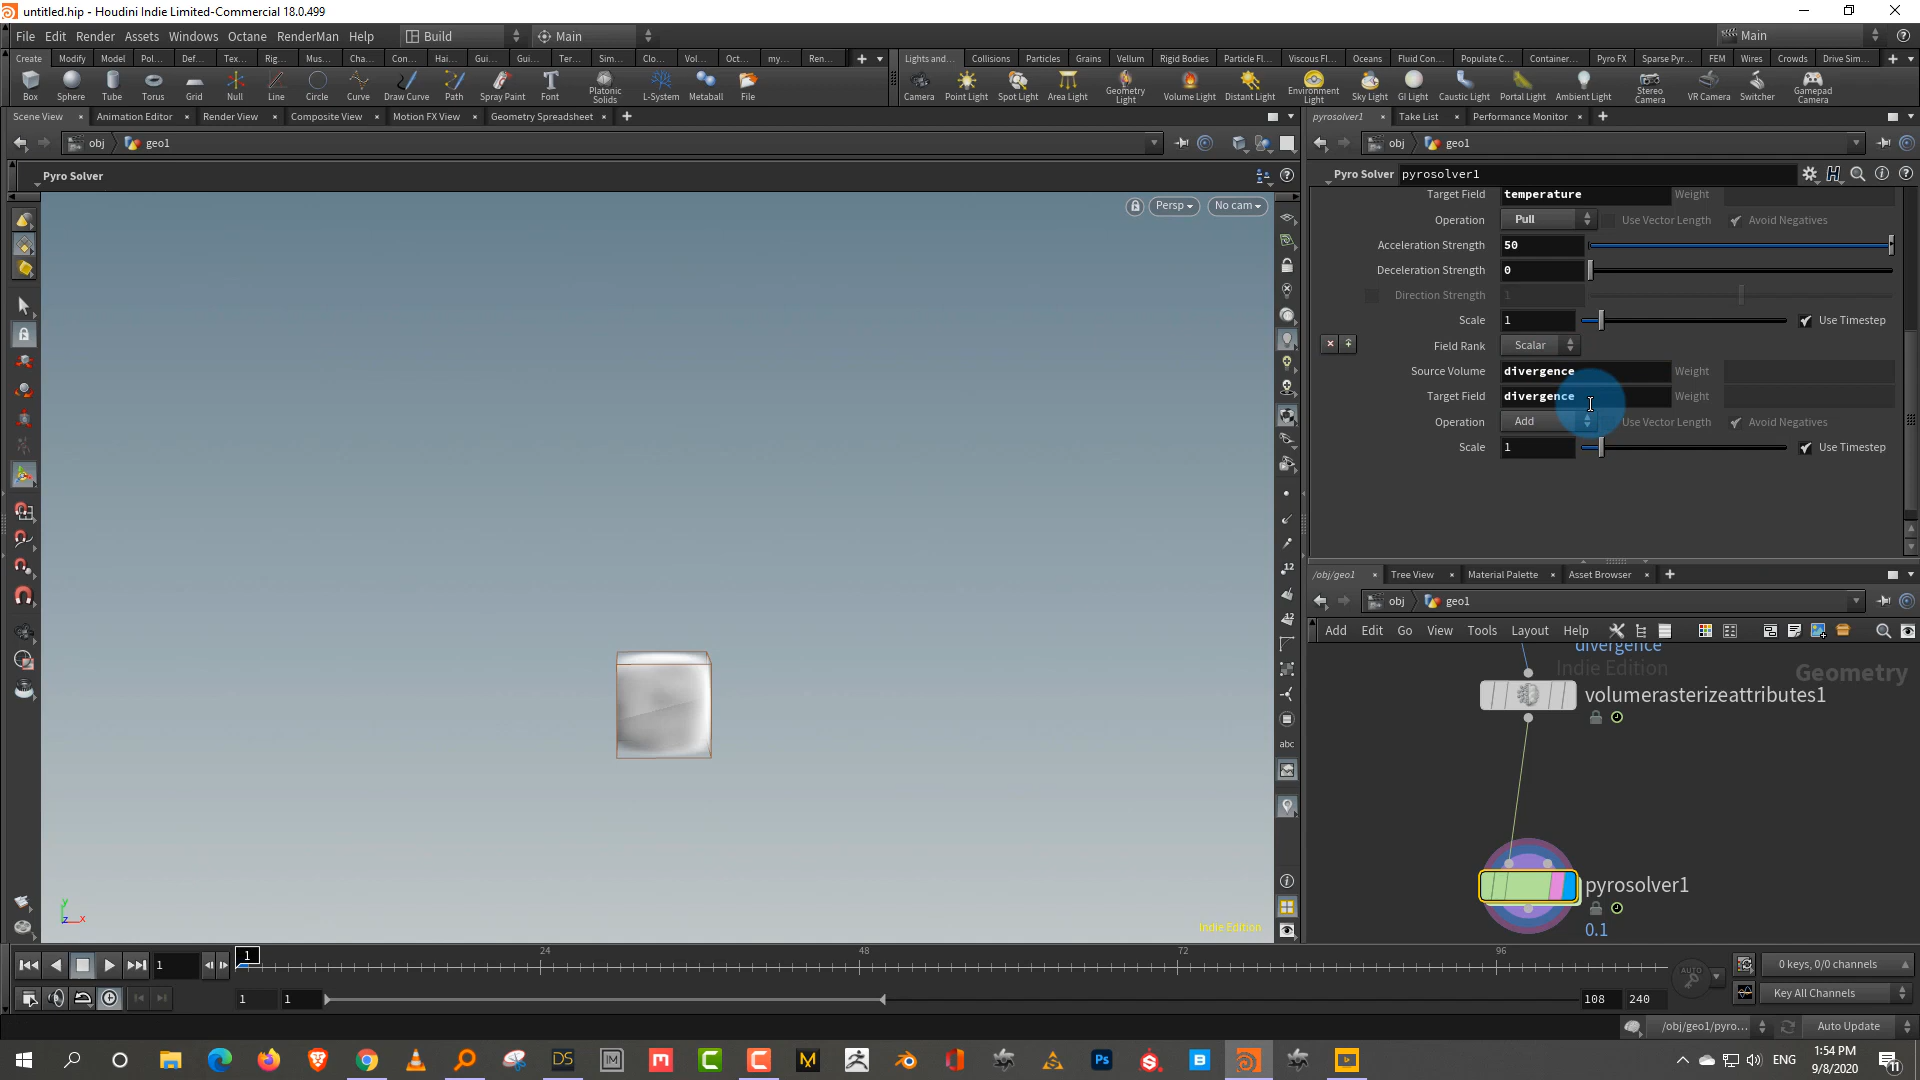 untitled.hip - Houdini Indie Limited-Commercial 18.0.499
File Edit Render Assets Windows Octane RenderMan Help Build Main Main
Create Modify Model Pol... Def... Tex... Rig... Mus... Cha... Con... Hai... Gui... Gui... Ter... Sim... Clo... Vol... Oct... my... Ren... Lights and... Collisions Particles Grains Vellum Rigid Bodies Particle Fl... Viscous Fl... Oceans Fluid Con... Populate C... Container... Pyro FX Sparse Pyr... FEM Wires Crowds Drive Sim...
Box Sphere Tube Torus Grid Null Line Circle Curve Draw Curve Path Spray Paint Font Platonic Solids L-System Metaball File Camera Point Light Spot Light Area Light Geometry Light Volume Light Distant Light Environment Light Sky Light GI Light Caustic Light Portal Light Ambient Light Stereo Camera VR Camera Switcher Gamepad Camera
Scene View Animation Editor Render View Composite View Motion FX View Geometry Spreadsheet pyrosolver1 Take List Performance Monitor
obj geo1 obj geo1
Pyro Solver Pyro Solver pyrosolver1
Persp No cam
Target Field temperature Weight
Operation Pull Use Vector Length Avoid Negatives
Acceleration Strength 50
Deceleration Strength 0
Direction Strength 1
Scale 1 Use Timestep
Field Rank Scalar
Source Volume divergence Weight
Target Field divergence Weight
Operation Add Use Vector Length Avoid Negatives
Scale 1 Use Timestep
12
12
abc
/obj/geo1 Tree View Material Palette Asset Browser
obj geo1
Add Edit Go View Tools Layout Help
divergence
Indie Edition
Geometry
volumerasterizeattributes1
pyrosolver1
0.1
y
z x
Indie Edition
1 1 24 48 72 96
AUTO 0 keys, 0/0 channels
1 1 108 240 Key All Channels
/obj/geo1/pyro... Auto Update
DS M C C M Ps S B
ENG 1:54 PM
9/8/2020 11